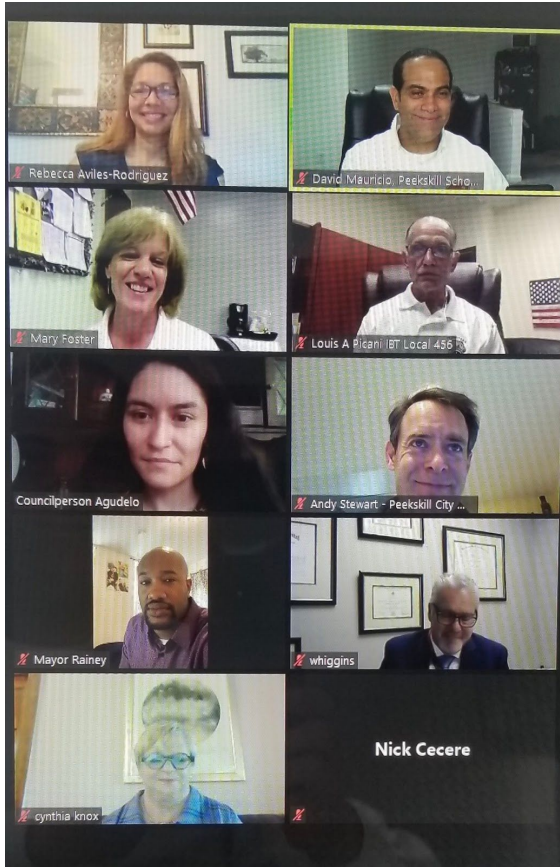 Rebecca Aviles-Rodriguez
David Mauricio, Peekskill Scho...
Mary Foster
Louis A Picani IBT Local 456
Councilperson Agudelo
Andy Stewart - Peekskill City ...
Mayor Rainey
whiggins
cynthia knox
Nick Cecere